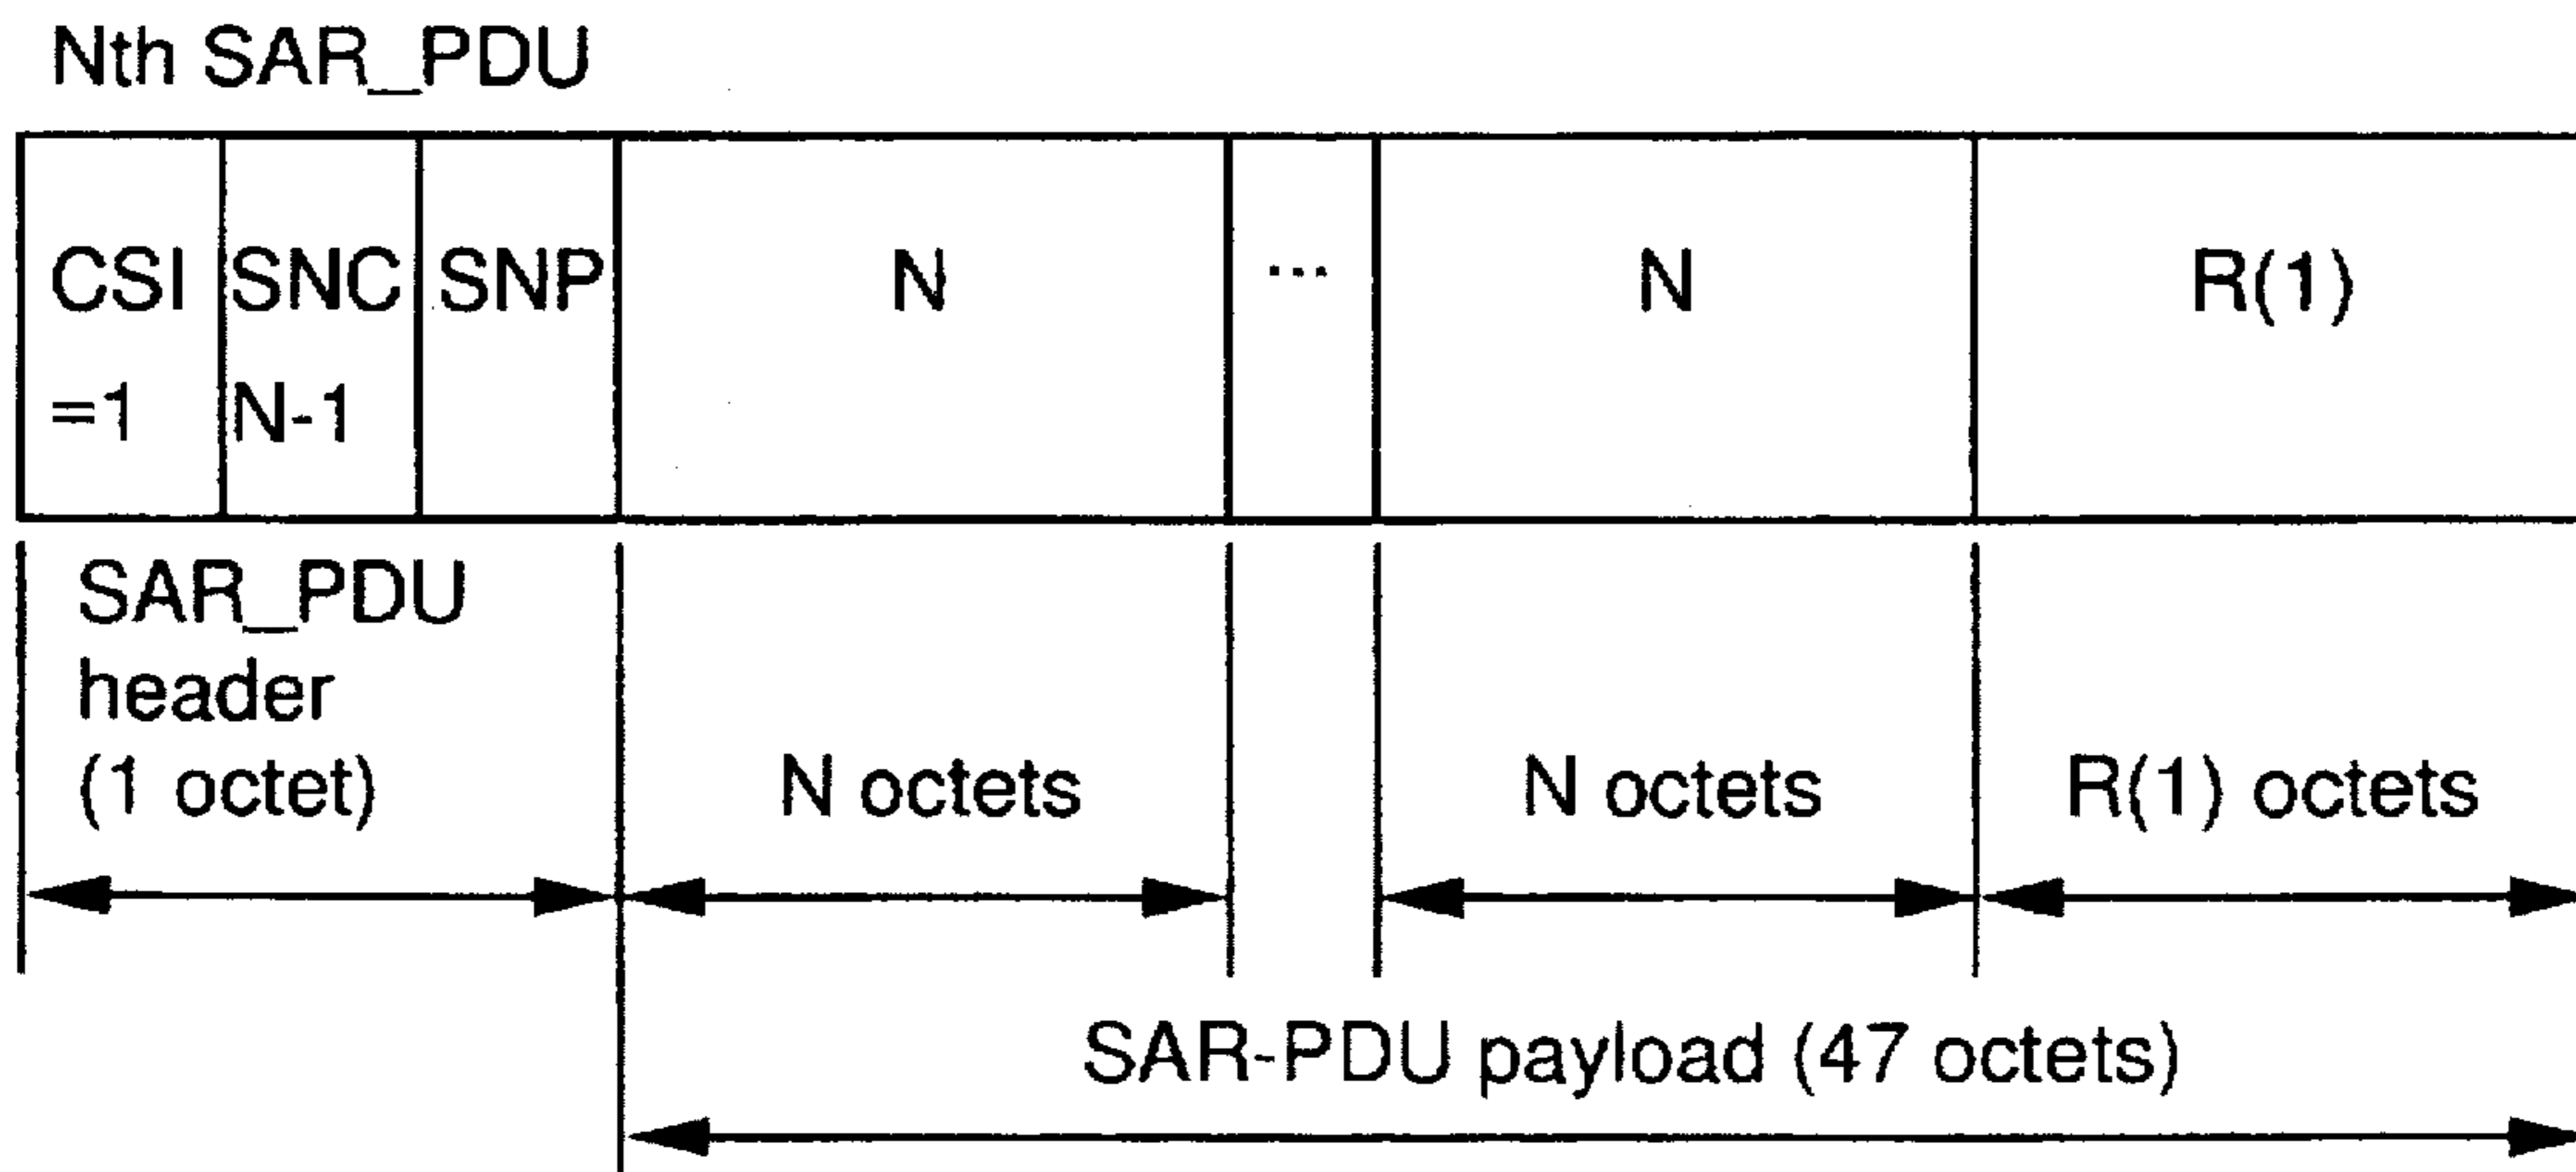 Nth SAR_PDU
CSI SNC SNP N ... N R(1)
=1 N-1
SAR_PDU
header
(1 octet) N octets N octets R(1) octets
SAR-PDU payload (47 octets)